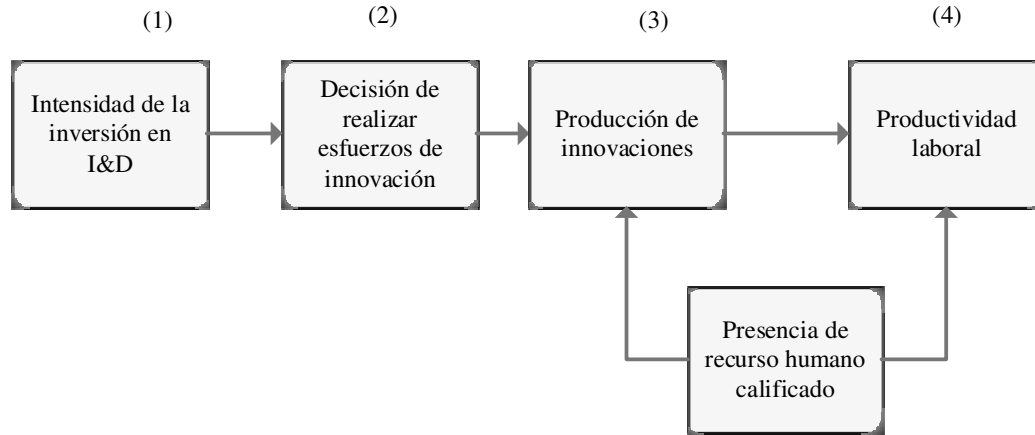 (1)
(2)
(3)
(4)
Intensidad de la
inversión en
I&D
Decisión de
realizar
esfuerzos de
innovación
Producción de
innovaciones
Productividad
laboral
Presencia de
recurso humano
calificado